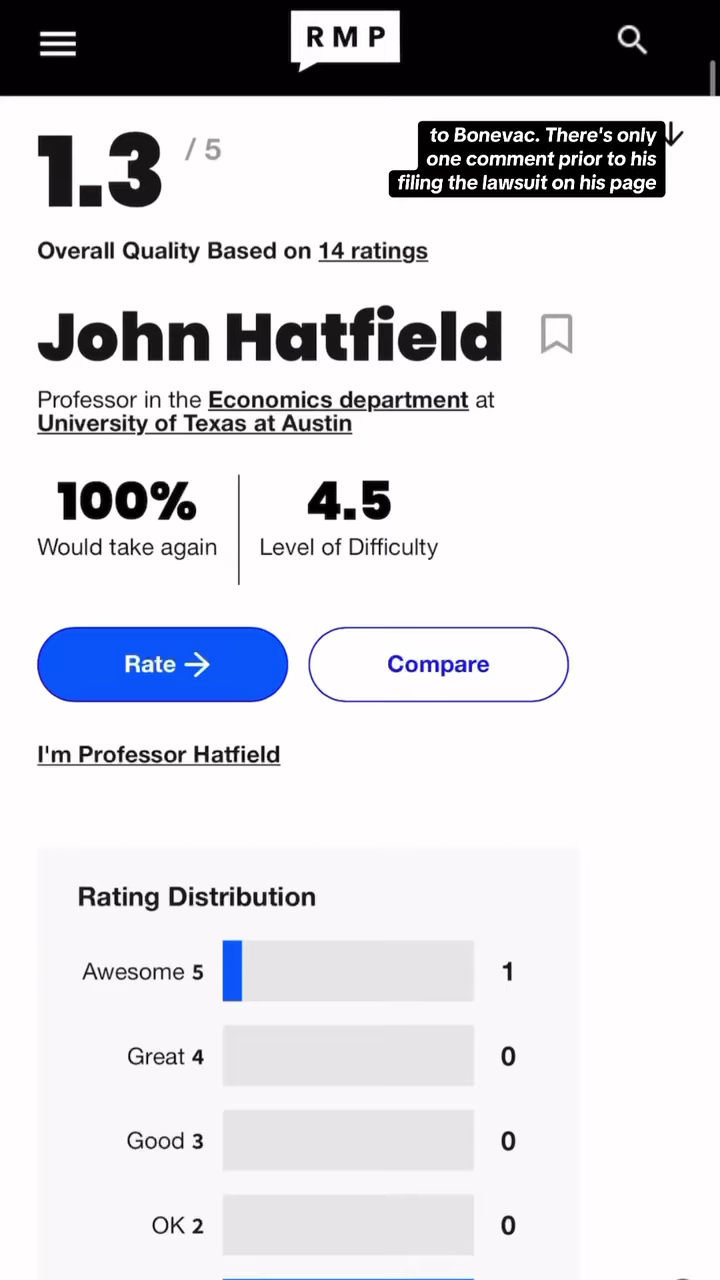 RMP
1.3 / 5
to Bonevac. There's only
one comment prior to his
filing the lawsuit on his page
Overall Quality Based on 14 ratings
John Hatfield
Professor in the Economics department at
University of Texas at Austin
100%
Would take again
4.5
Level of Difficulty
Rate
Compare
I'm Professor Hatfield
Rating Distribution
Awesome 5 1
Great 4 0
Good 3 0
OK 2 0